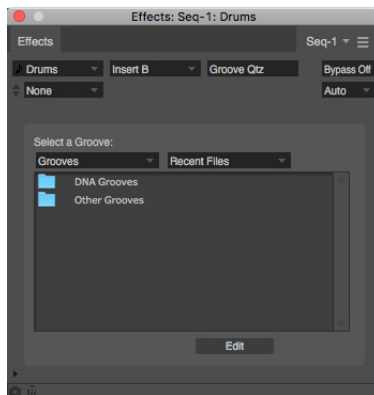 Effects: Seq-1: Drums
Effects Seq-1
Drums Insert B Groove Qtz Bypass Off
None Auto
Select a Groove:
Grooves Recent Files
DNA Grooves
Other Grooves
Edit